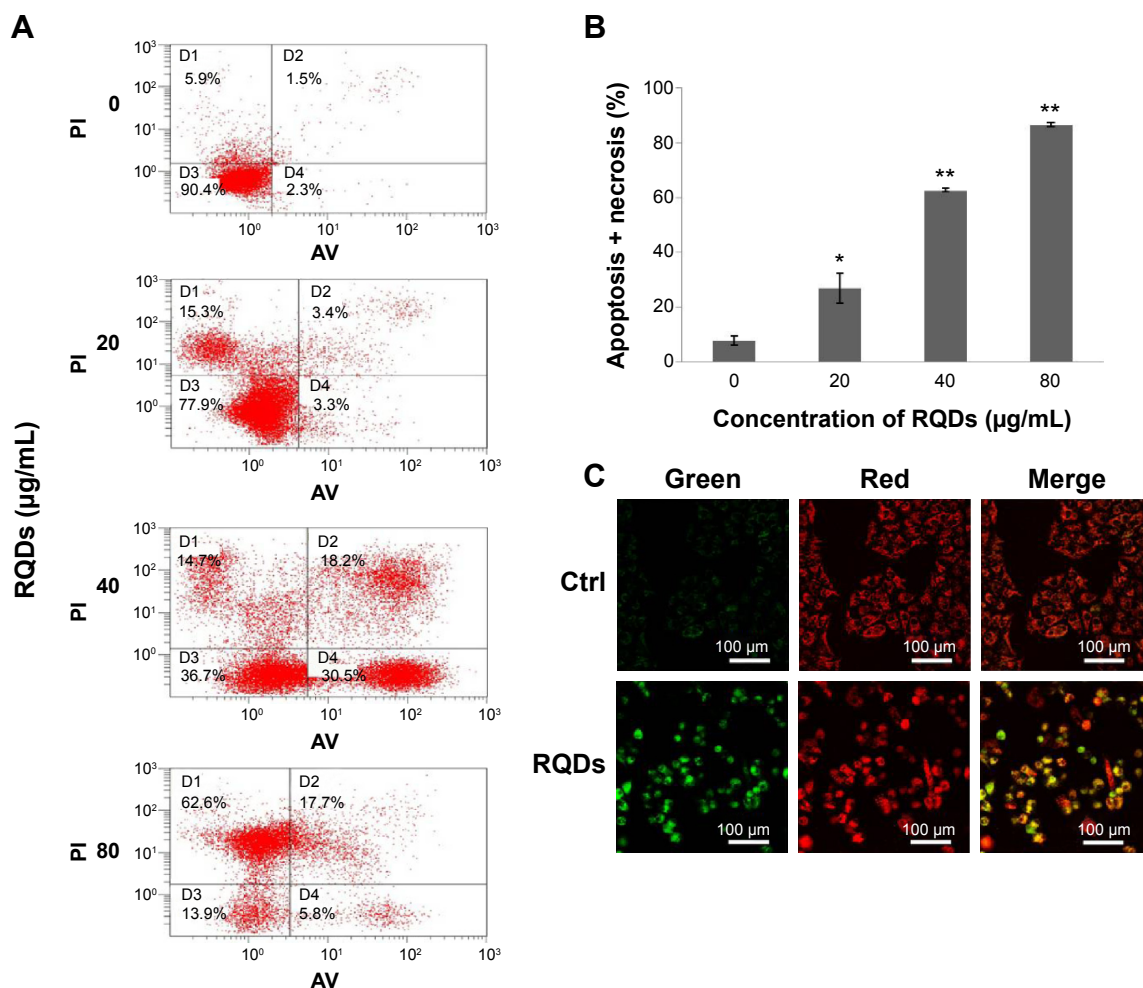 A
RQDs (µg/mL)
0
PI
10³
10²
10¹
10⁰
D1
5.9%
D2
1.5%
D3
90.4%
D4
2.3%
10⁰ 10¹ 10² 10³
AV
20
PI
10³
10²
10¹
10⁰
D1
15.3%
D2
3.4%
D3
77.9%
D4
3.3%
10⁰ 10¹ 10² 10³
AV
40
PI
10³
10²
10¹
10⁰
D1
14.7%
D2
18.2%
D3
36.7%
D4
30.5%
10⁰ 10¹ 10² 10³
AV
80
PI
10³
10²
10¹
10⁰
D1
62.6%
D2
17.7%
D3
13.9%
D4
5.8%
10⁰ 10¹ 10² 10³
AV
B
Apoptosis + necrosis (%)
100
80
60
40
20
0
*
**
**
0 20 40 80
Concentration of RQDs (µg/mL)
C
Green Red Merge
Ctrl
100 µm 100 µm 100 µm
RQDs
100 µm 100 µm 100 µm